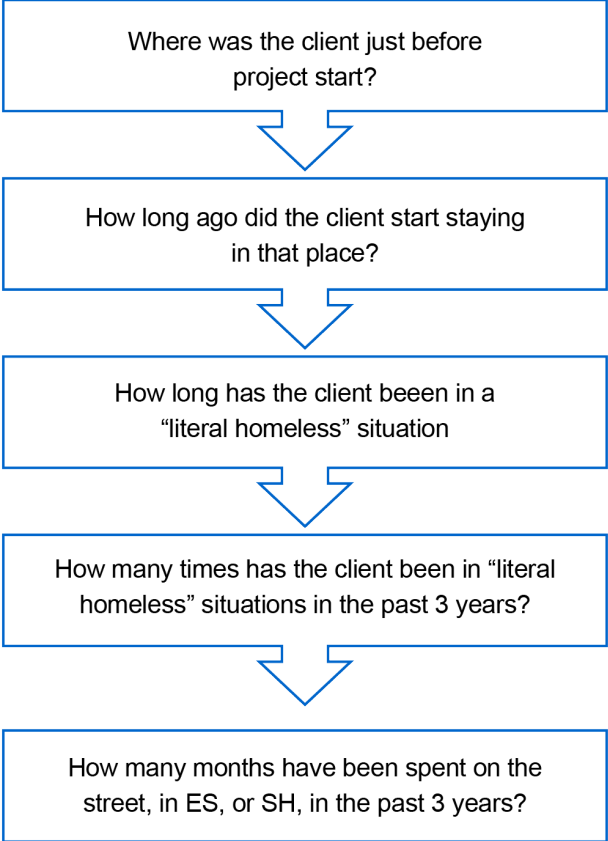 Where was the client just before
project start?
How long ago did the client start staying
in that place?
How long has the client beeen in a
“literal homeless” situation
How many times has the client been in “literal
homeless” situations in the past 3 years?
How many months have been spent on the
street, in ES, or SH, in the past 3 years?